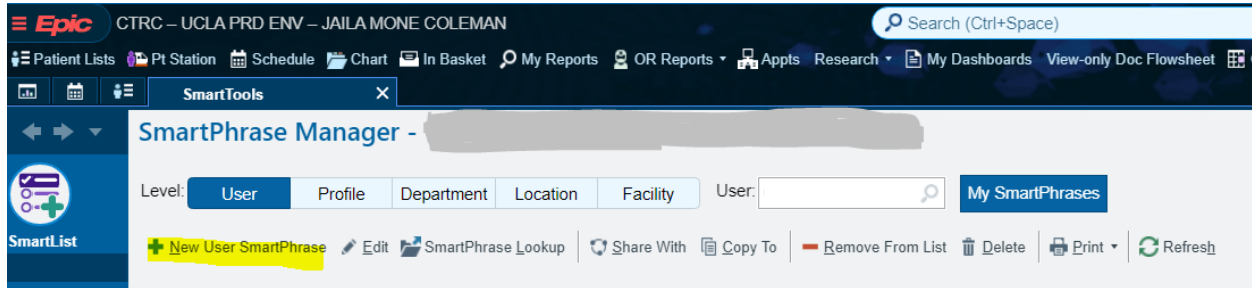 Epic CTRC – UCLA PRD ENV – JAILA MONE COLEMAN Search (Ctrl+Space)
Patient Lists Pt Station Schedule Chart In Basket My Reports OR Reports Appts Research My Dashboards View-only Doc Flowsheet
SmartTools X
SmartPhrase Manager -
Level: User Profile Department Location Facility User: My SmartPhrases
SmartList
New User SmartPhrase Edit SmartPhrase Lookup Share With Copy To Remove From List Delete Print Refresh